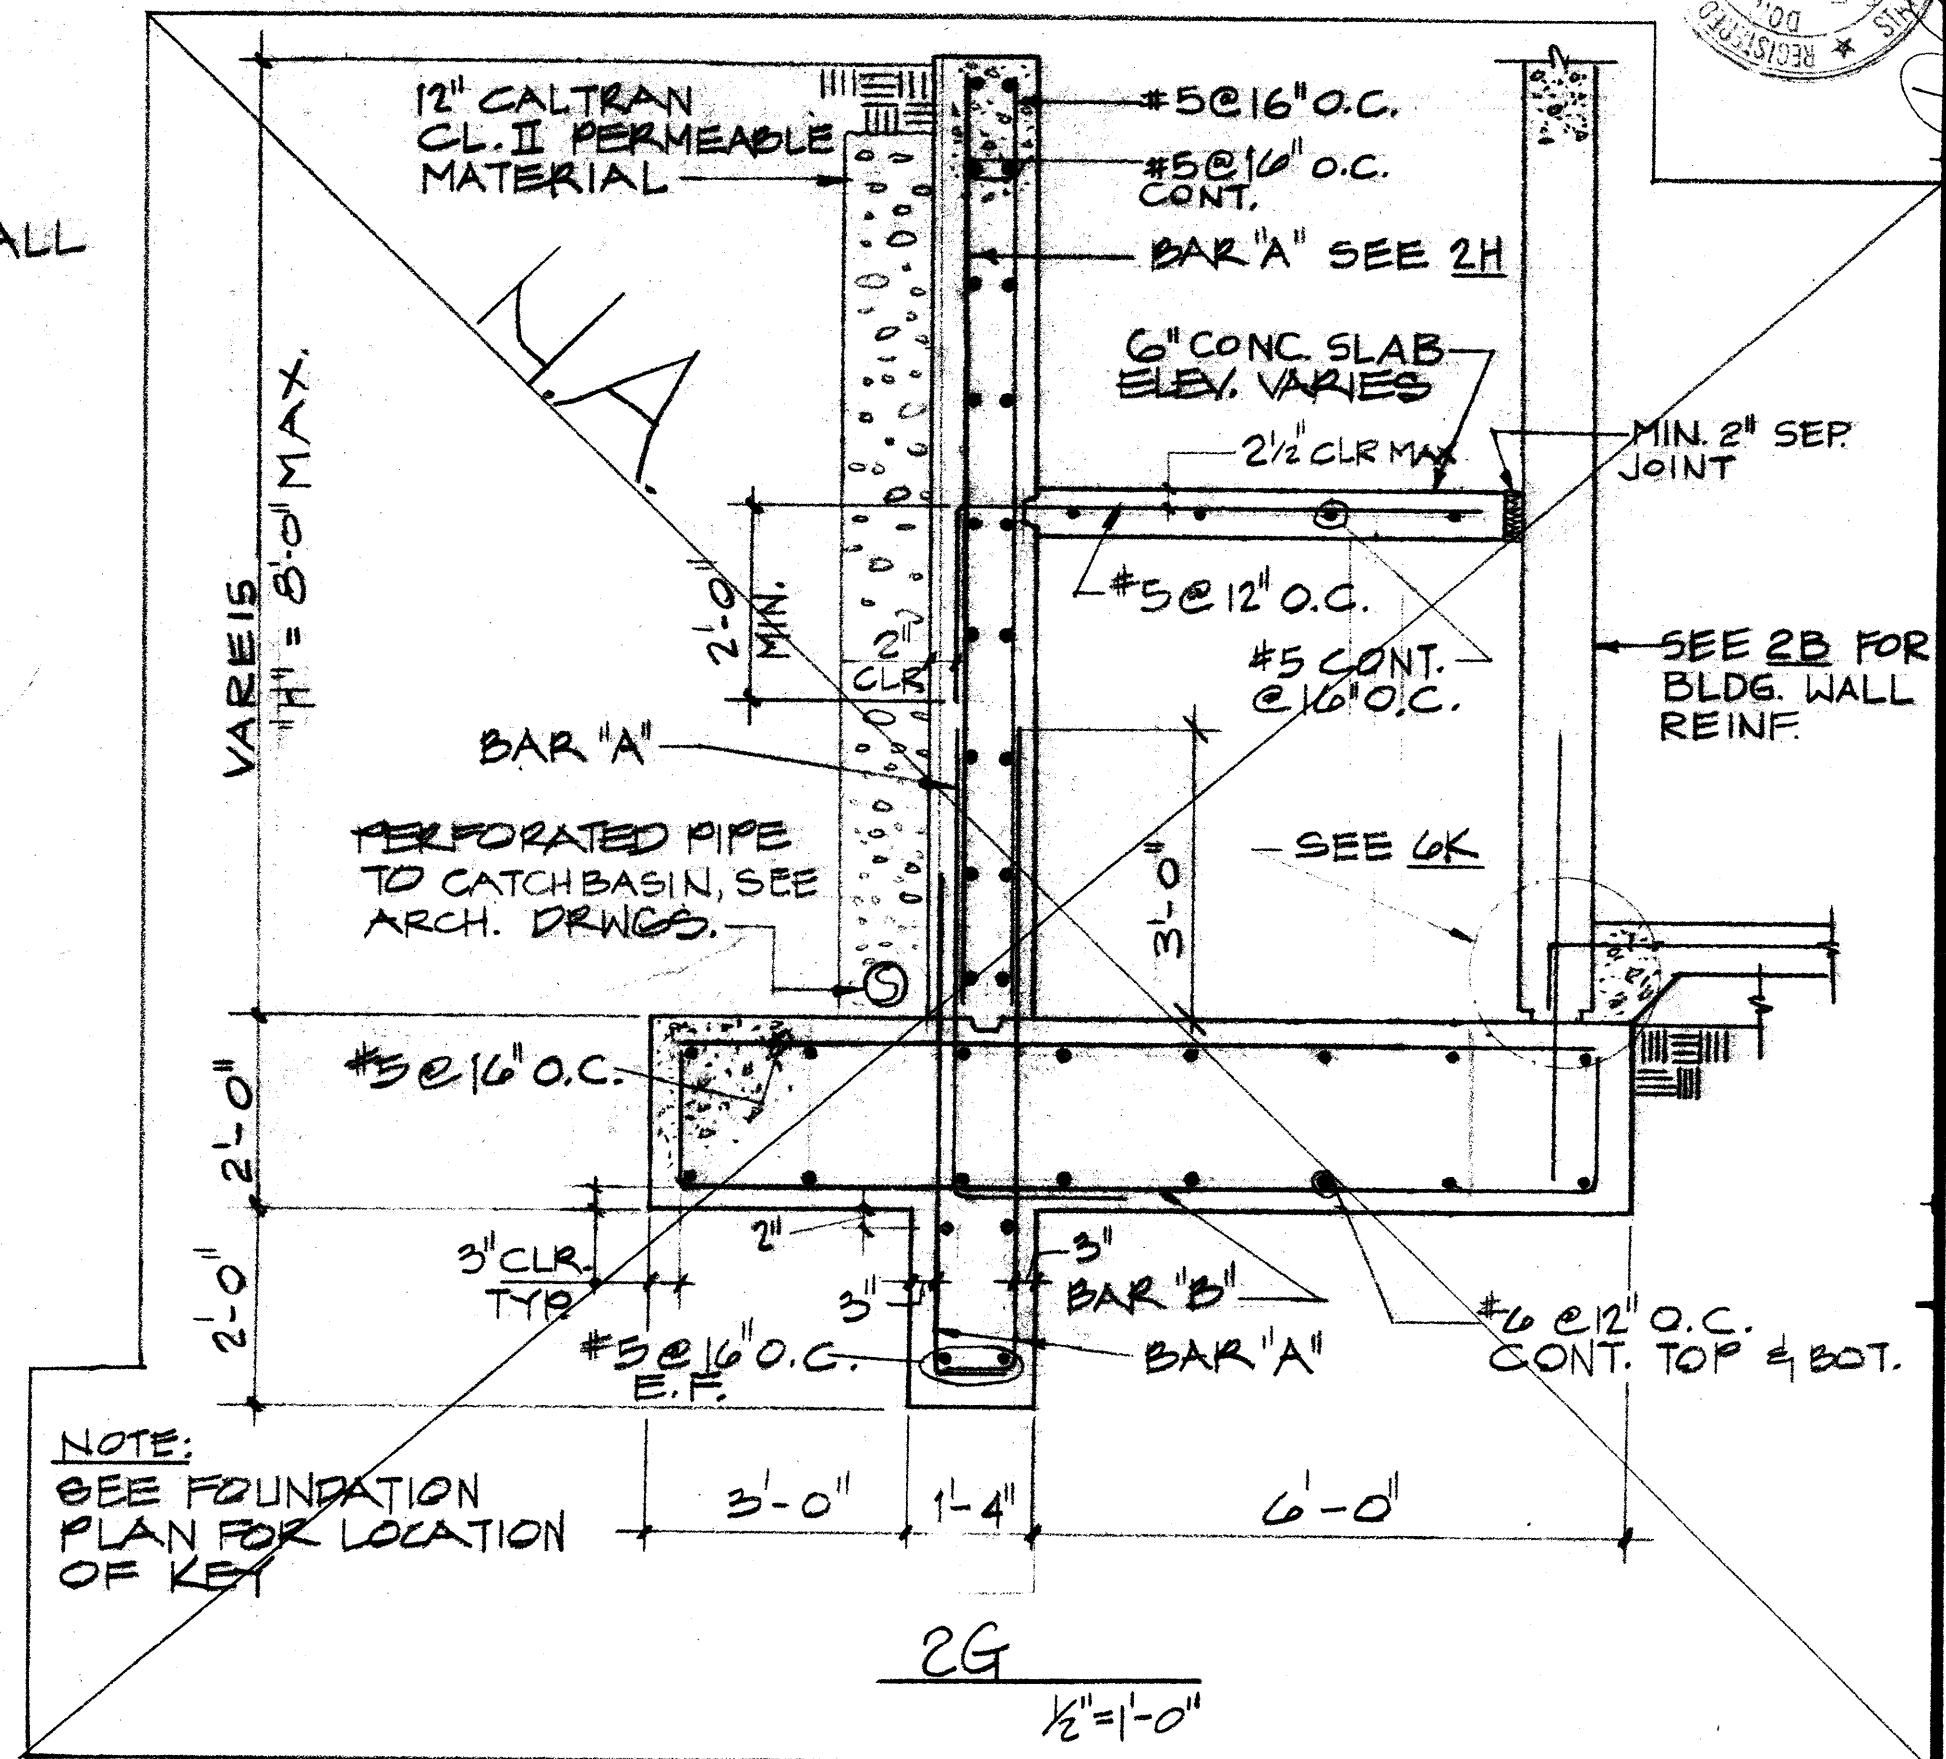 REGISTERED
ALL
12" CALTRAN
CL. II PERMEABLE
MATERIAL
#5@16" O.C.
#5@16" O.C.
CONT.
BAR "A" SEE 2H
6" CONC. SLAB
ELEV. VARIES
2½" CLR MAX
MIN. 2" SEP.
JOINT
VAREIS
"H" = 8'-0" MAX.
2'-0"
MIN.
2"
CLR
#5@12" O.C.
#5 CONT.
@16" O.C.
SEE 2B FOR
BLDG. WALL
REINF.
BAR "A"
PERFORATED PIPE
TO CATCHBASIN, SEE
ARCH. DRWGS.
3'-0"
SEE 6K
#5@16" O.C.
2'-0"
2'-0"
3" CLR.
TYP.
2"
3"
3"
BAR "B"
BAR "A"
#5@16" O.C.
E.F.
#6@12" O.C.
CONT. TOP & BOT.
NOTE:
SEE FOUNDATION
PLAN FOR LOCATION
OF KEY
3'-0"
1'-4"
6'-0"
2G
½"=1'-0"